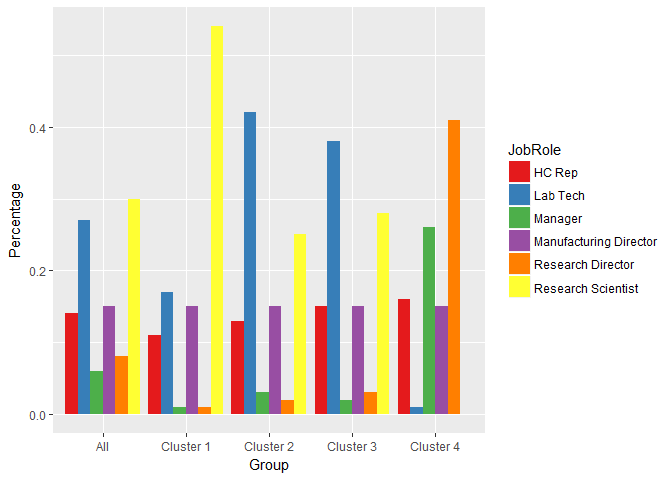 Percentage
0.4
0.2
0.0
All Cluster 1 Cluster 2 Cluster 3 Cluster 4
Group
JobRole
HC Rep
Lab Tech
Manager
Manufacturing Director
Research Director
Research Scientist